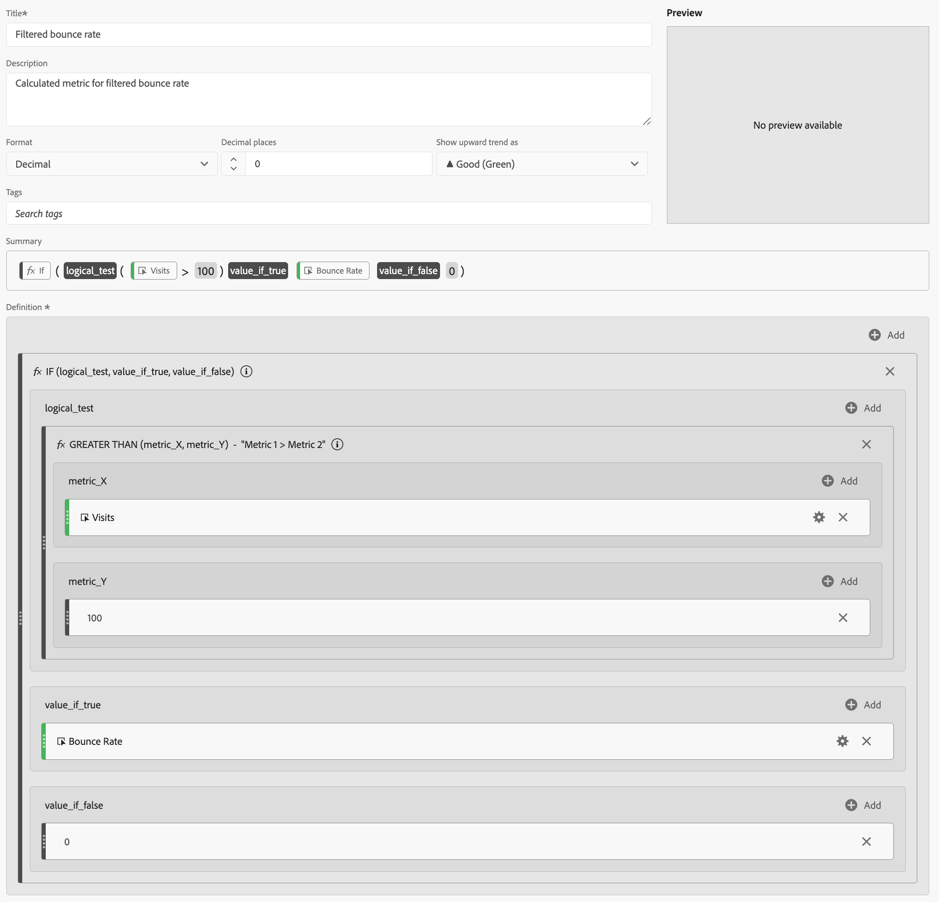 Title*
Filtered bounce rate
Preview
No preview available
Description
Calculated metric for filtered bounce rate
Format
Decimal
Decimal places
0
Show upward trend as
▲ Good (Green)
Tags
Search tags
Summary
fx If ( logical_test ( Visits > 100 ) value_if_true Bounce Rate value_if_false 0 )
Definition *
Add
fx IF (logical_test, value_if_true, value_if_false)
logical_test
Add
fx GREATER THAN (metric_X, metric_Y) - "Metric 1 > Metric 2"
metric_X
Add
Visits
metric_Y
Add
100
value_if_true
Add
Bounce Rate
value_if_false
Add
0